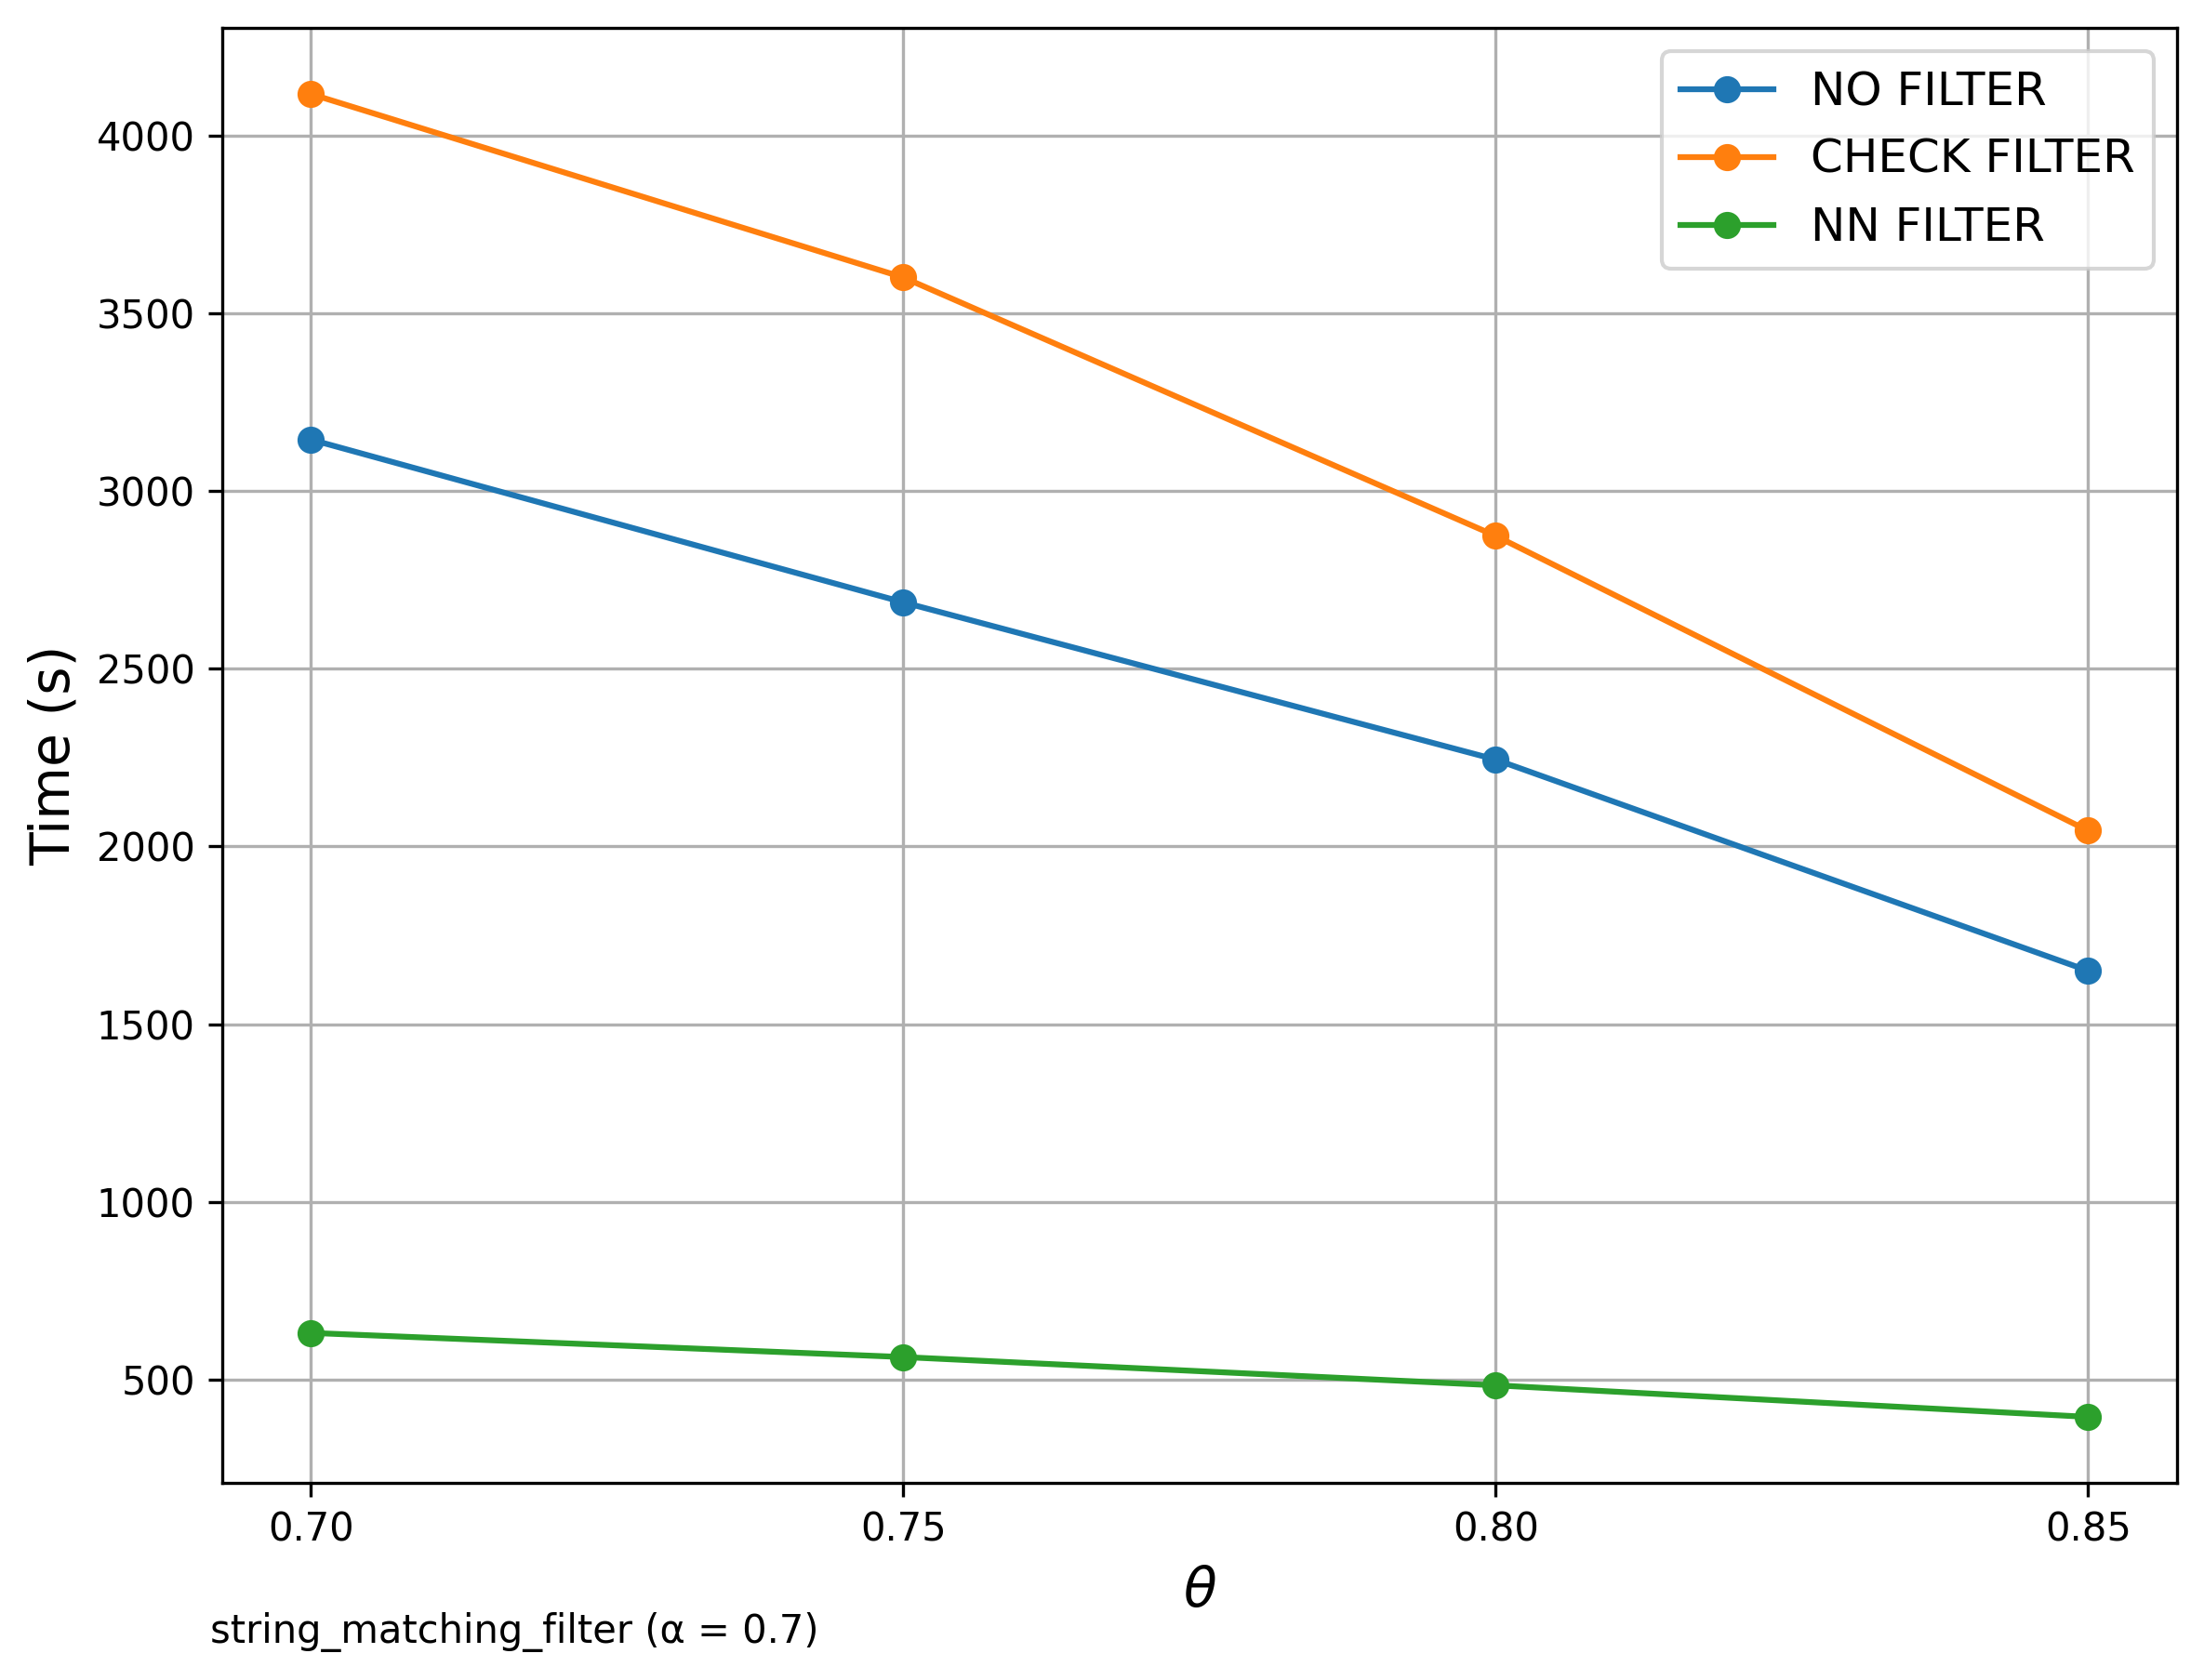 NO FILTER
CHECK FILTER
NN FILTER
4000
3500
3000
2500
2000
1500
1000
500
Time (s)
0.70 0.75 0.80 0.85
θ
string_matching_filter (α = 0.7)